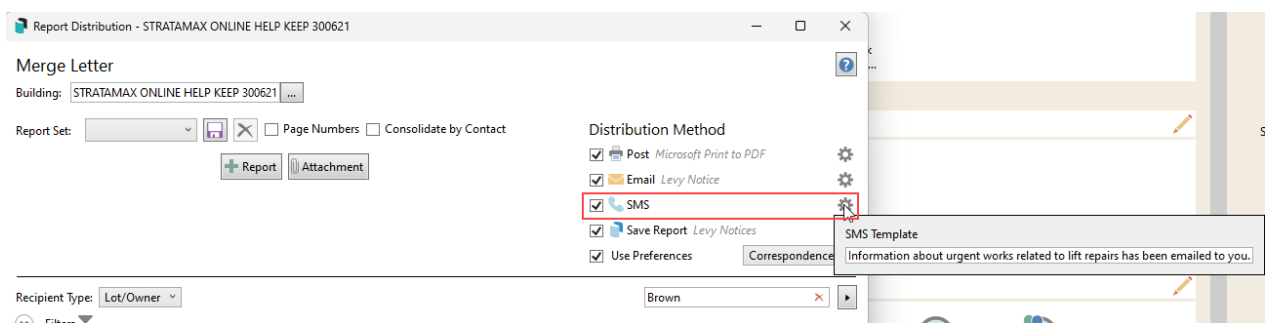 Report Distribution - STRATAMAX ONLINE HELP KEEP 300621
Merge Letter
Building: STRATAMAX ONLINE HELP KEEP 300621 ...
Report Set: Page Numbers Consolidate by Contact
Report Attachment
Distribution Method
Post Microsoft Print to PDF
Email Levy Notice
SMS
Save Report Levy Notices
Use Preferences Correspondence
SMS Template
Information about urgent works related to lift repairs has been emailed to you.
Recipient Type: Lot/Owner Brown
Filters